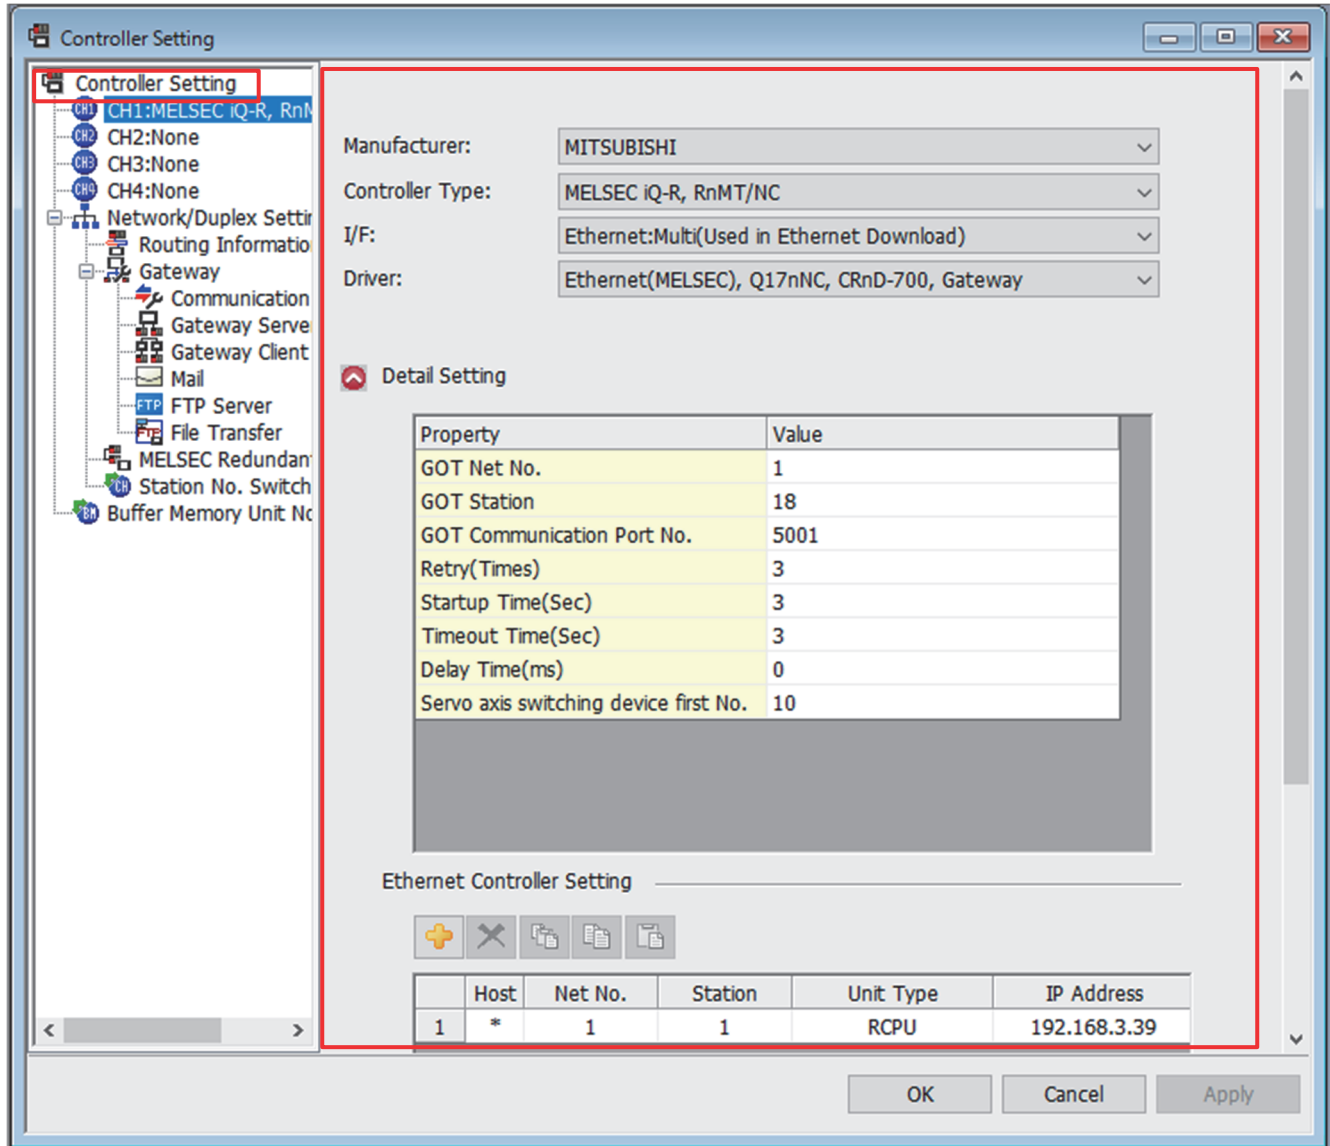 Controller Setting
Controller Setting
CH1:MELSEC iQ-R, RnM
CH2:None
CH3:None
CH4:None
Network/Duplex Settin
Routing Informatio
Gateway
Communication
Gateway Serve
Gateway Client
Mail
FTP Server
File Transfer
MELSEC Redundan
Station No. Switch
Buffer Memory Unit No
Manufacturer: MITSUBISHI
Controller Type: MELSEC iQ-R, RnMT/NC
I/F: Ethernet:Multi(Used in Ethernet Download)
Driver: Ethernet(MELSEC), Q17nNC, CRnD-700, Gateway
Detail Setting
Property Value
GOT Net No. 1
GOT Station 18
GOT Communication Port No. 5001
Retry(Times) 3
Startup Time(Sec) 3
Timeout Time(Sec) 3
Delay Time(ms) 0
Servo axis switching device first No. 10
Ethernet Controller Setting
Host Net No. Station Unit Type IP Address
1 * 1 1 RCPU 192.168.3.39
OK Cancel Apply